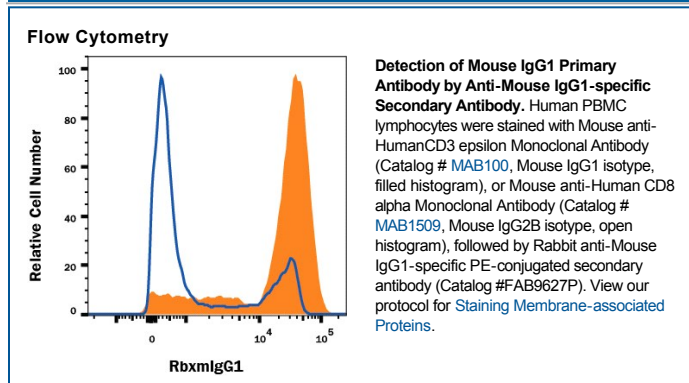 Flow Cytometry
100
80
60
40
20
0
Relative Cell Number
0
10^4
10^5
RbxmIgG1
Detection of Mouse IgG1 Primary
Antibody by Anti-Mouse IgG1-specific
Secondary Antibody. Human PBMC
lymphocytes were stained with Mouse anti-
HumanCD3 epsilon Monoclonal Antibody
(Catalog # MAB100, Mouse IgG1 isotype,
filled histogram), or Mouse anti-Human CD8
alpha Monoclonal Antibody (Catalog #
MAB1509, Mouse IgG2B isotype, open
histogram), followed by Rabbit anti-Mouse
IgG1-specific PE-conjugated secondary
antibody (Catalog #FAB9627P). View our
protocol for Staining Membrane-associated
Proteins.